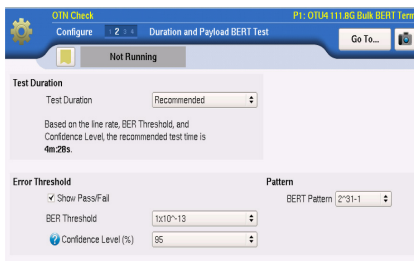 OTN Check
P1: OTU4 111.8G Bulk BERT Term
Configure 1 2 3 4 Duration and Payload BERT Test
Go To...
Not Running
Test Duration
Test Duration Recommended
Based on the line rate, BER Threshold, and
Confidence Level, the recommended test time is
4m:28s.
Error Threshold
Pattern
Show Pass/Fail
BERT Pattern 2^31-1
BER Threshold 1x10^-13
Confidence Level (%) 95